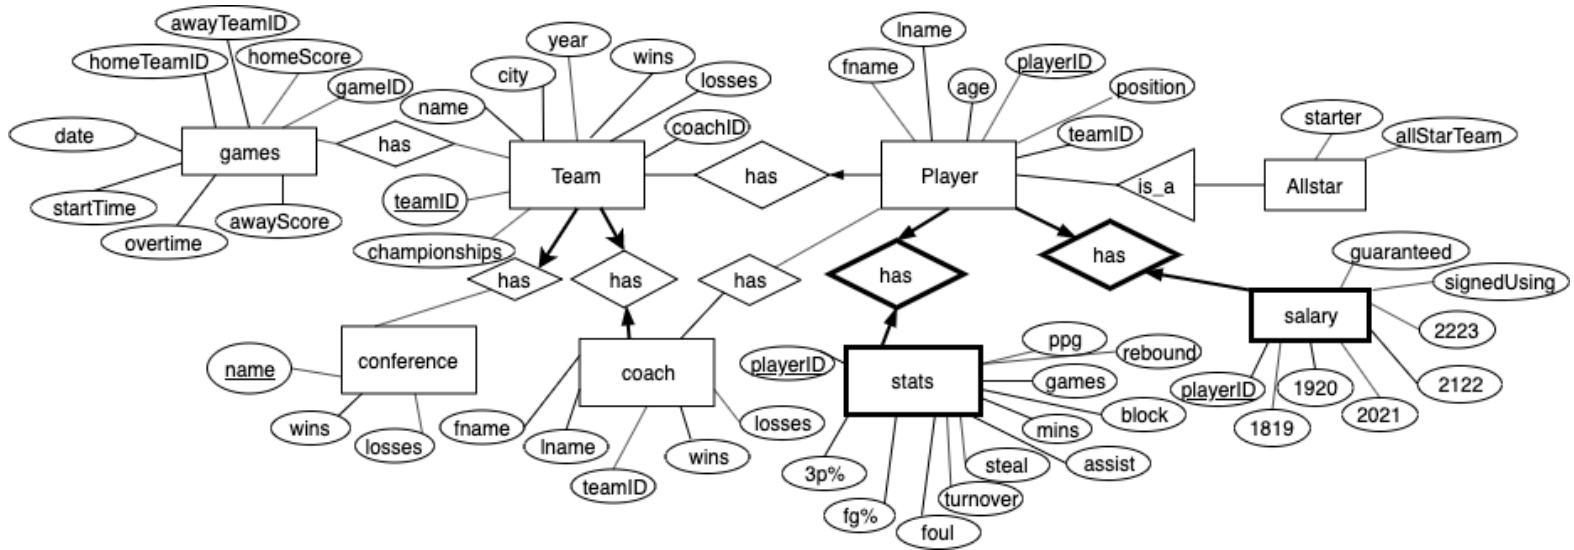 awayTeamID
homeTeamID
homeScore
gameID
date
games
startTime
overtime
awayScore
has
year
city
wins
name
losses
coachID
Team
teamID
championships
has
lname
fname
age
playerID
position
teamID
Player
is_a
starter
allStarTeam
Allstar
has
has
has
has
has
name
conference
wins
losses
coach
fname
lname
teamID
wins
losses
playerID
stats
ppg
rebound
games
block
mins
assist
steal
turnover
foul
fg%
3p%
guaranteed
signedUsing
salary
2223
2122
2021
1920
1819
playerID